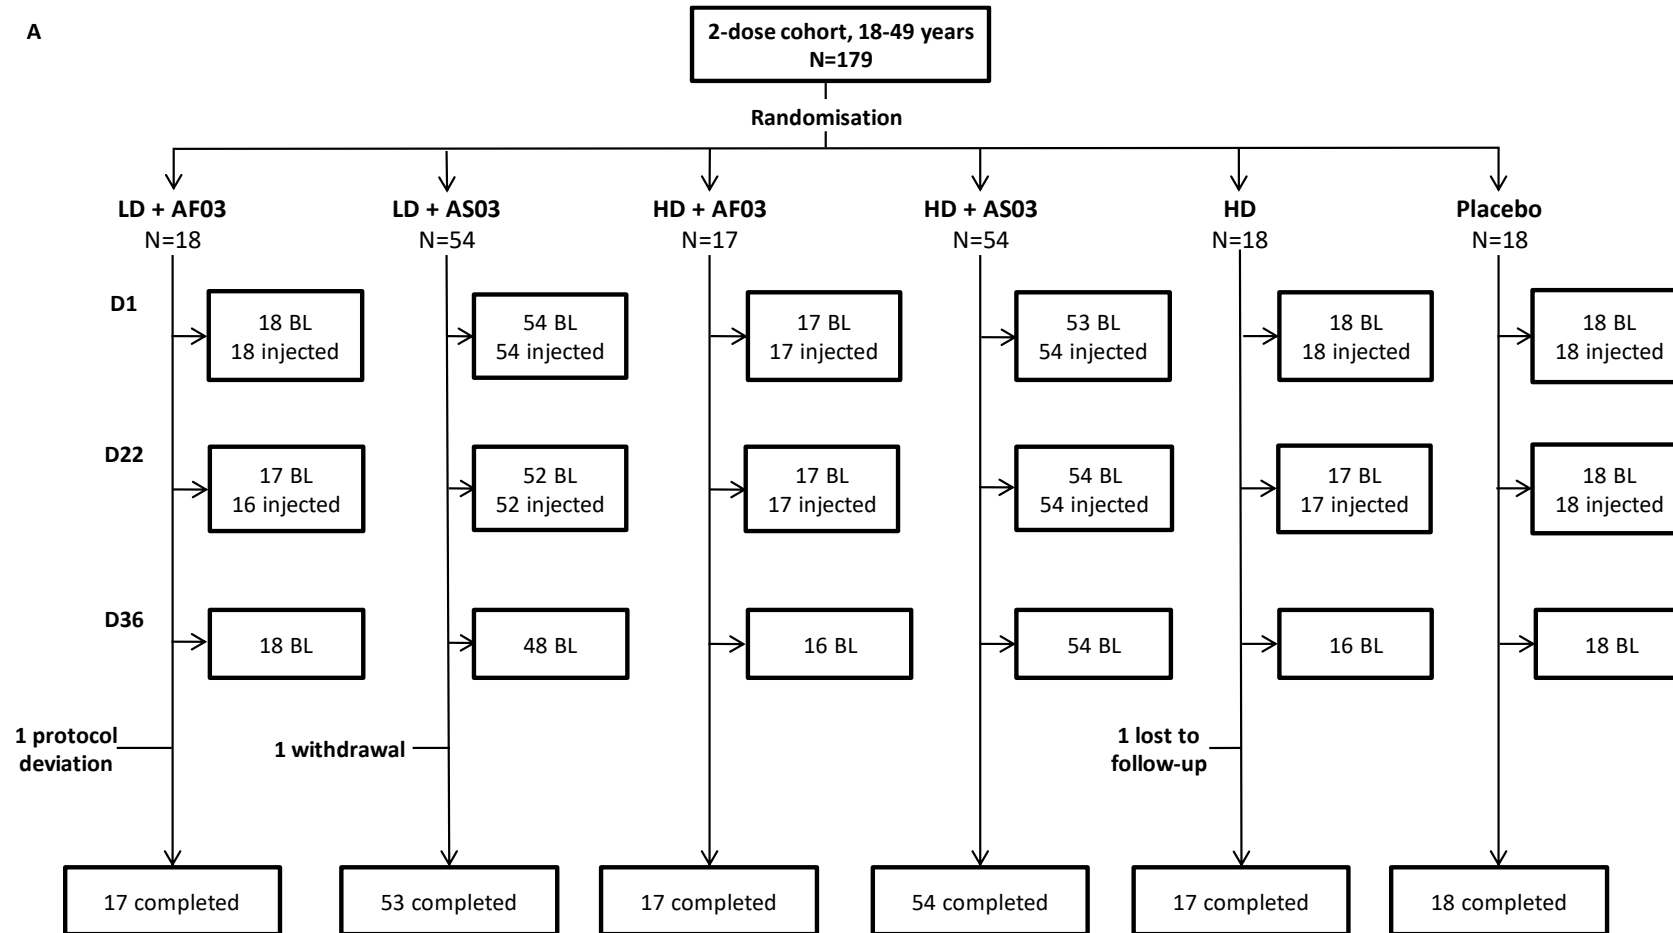 A
2-dose cohort, 18-49 years
N=179
Randomisation
LD + AF03
N=18
LD + AS03
N=54
HD + AF03
N=17
HD + AS03
N=54
HD
N=18
Placebo
N=18
D1
18 BL
18 injected
54 BL
54 injected
17 BL
17 injected
53 BL
54 injected
18 BL
18 injected
18 BL
18 injected
D22
17 BL
16 injected
52 BL
52 injected
17 BL
17 injected
54 BL
54 injected
17 BL
17 injected
18 BL
18 injected
D36
18 BL
48 BL
16 BL
54 BL
16 BL
18 BL
1 protocol
deviation
1 withdrawal
1 lost to
follow-up
17 completed
53 completed
17 completed
54 completed
17 completed
18 completed